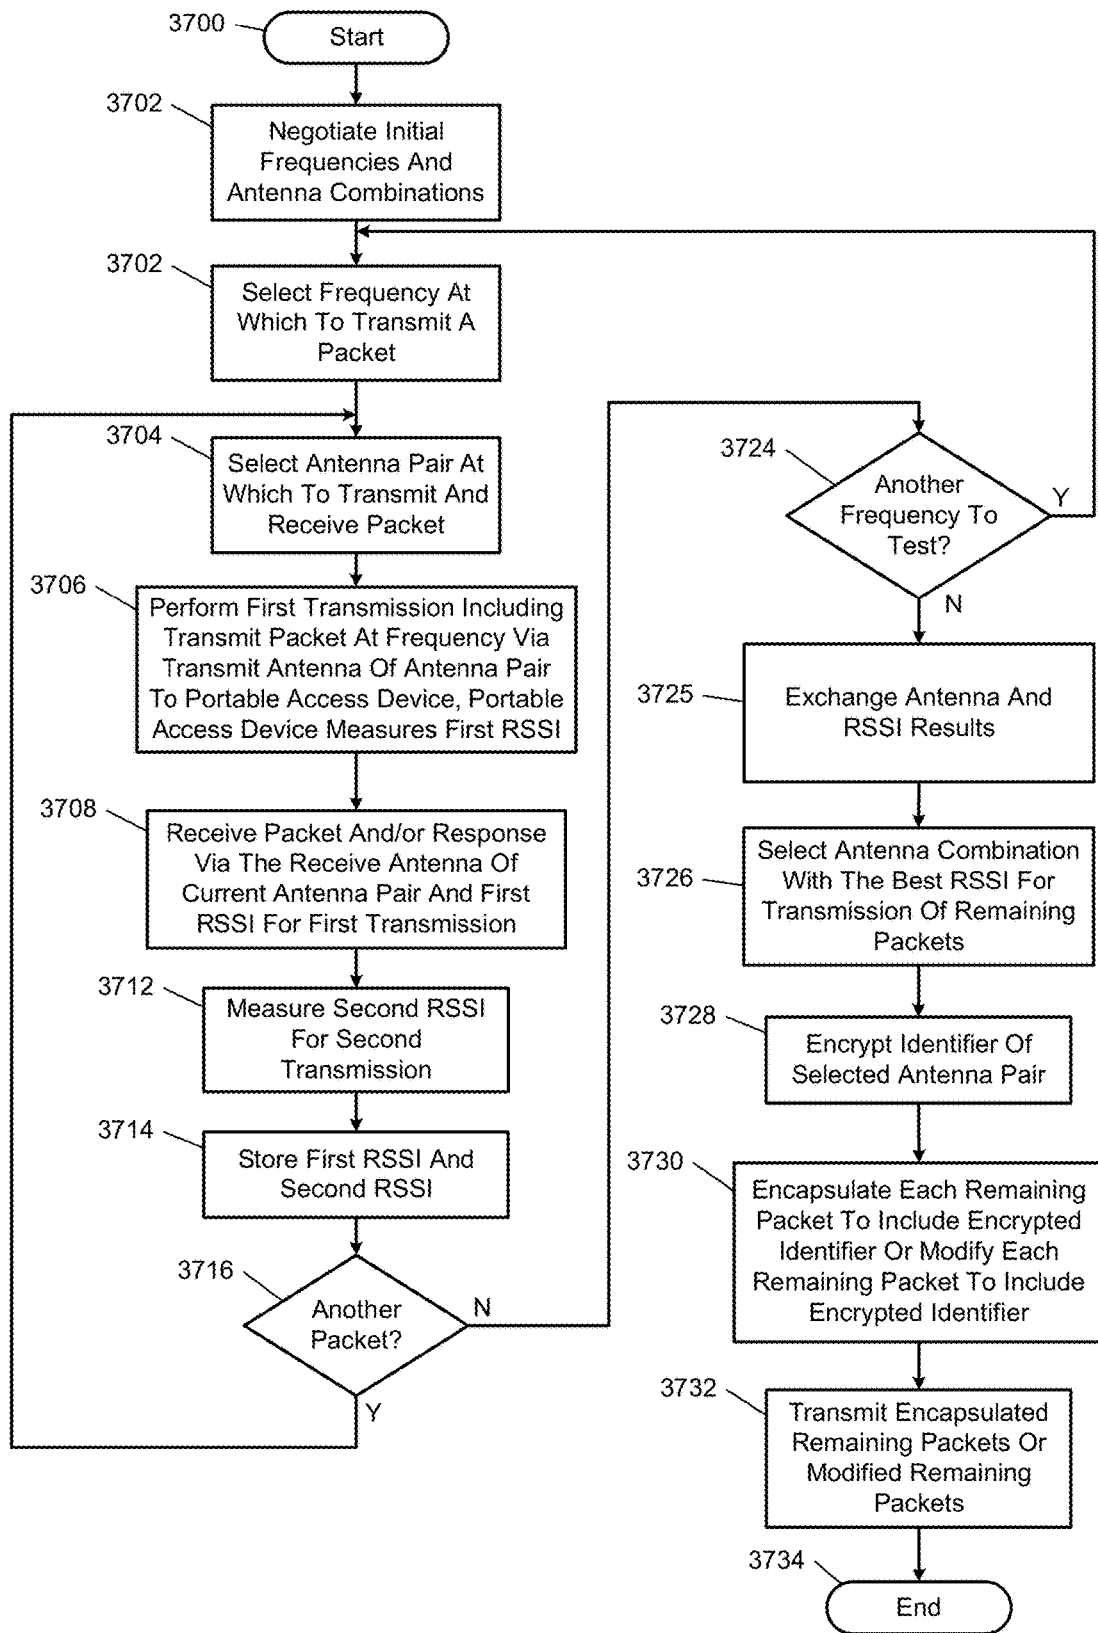 3700
Start
3702
Negotiate Initial
Frequencies And
Antenna Combinations
3702
Select Frequency At
Which To Transmit A
Packet
3704
Select Antenna Pair At
Which To Transmit And
Receive Packet
3706
Perform First Transmission Including
Transmit Packet At Frequency Via
Transmit Antenna Of Antenna Pair
To Portable Access Device, Portable
Access Device Measures First RSSI
3708
Receive Packet And/or Response
Via The Receive Antenna Of
Current Antenna Pair And First
RSSI For First Transmission
3712
Measure Second RSSI
For Second
Transmission
3714
Store First RSSI And
Second RSSI
3716
Another
Packet?
N
Y
3724
Another
Frequency To
Test?
Y
N
3725
Exchange Antenna And
RSSI Results
3726
Select Antenna Combination
With The Best RSSI For
Transmission Of Remaining
Packets
3728
Encrypt Identifier Of
Selected Antenna Pair
3730
Encapsulate Each Remaining
Packet To Include Encrypted
Identifier Or Modify Each
Remaining Packet To Include
Encrypted Identifier
3732
Transmit Encapsulated
Remaining Packets Or
Modified Remaining
Packets
3734
End